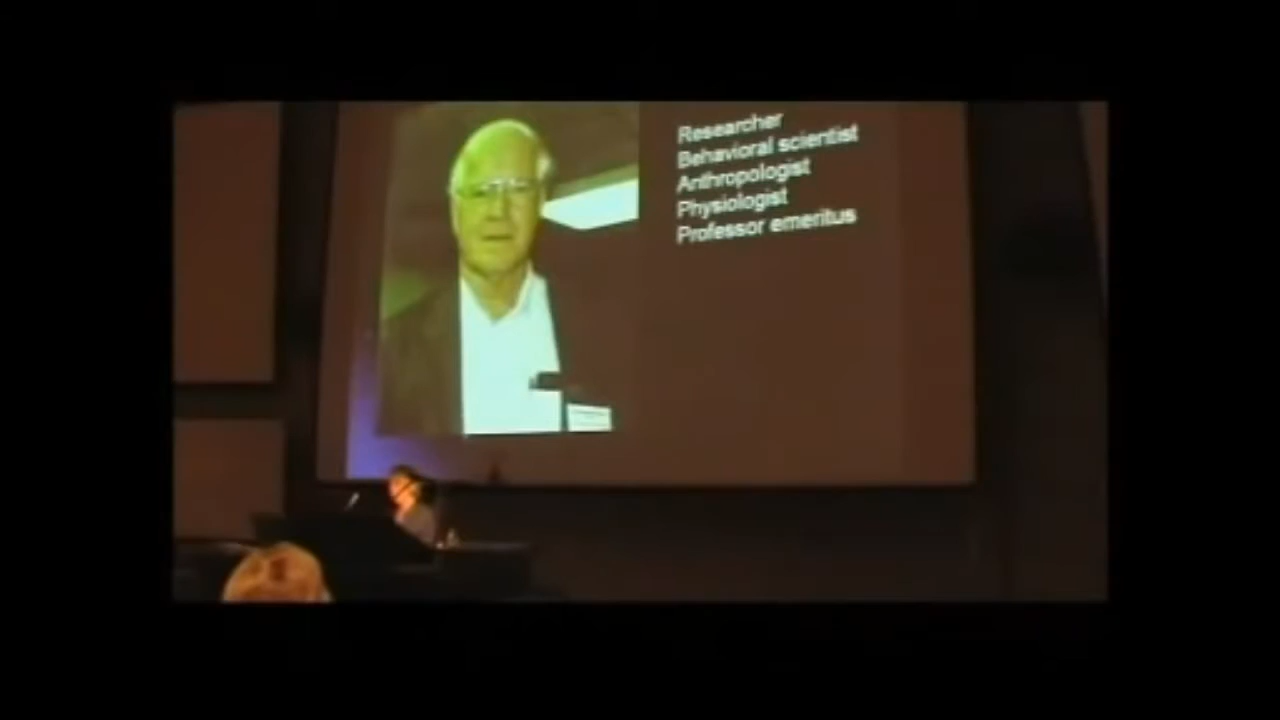 Researcher
Behavioral scientist
Anthropologist
Physiologist
Professor emeritus